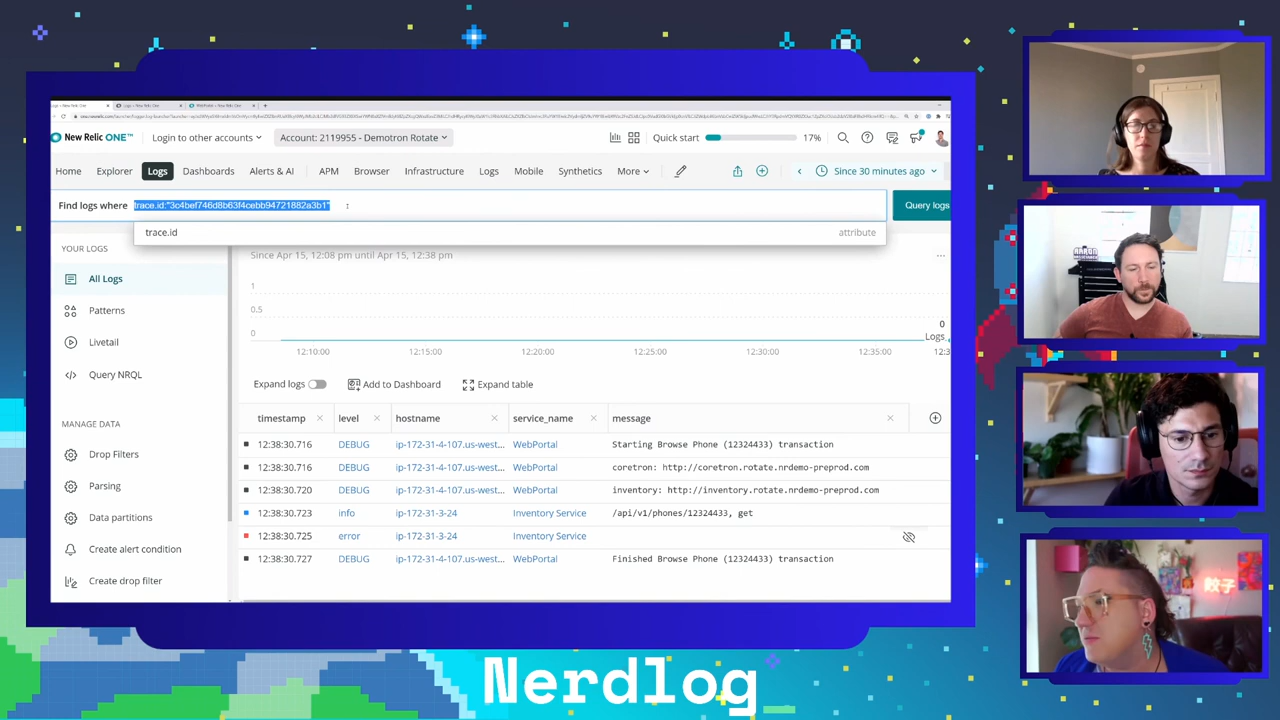 New Relic ONE™
Login to other accounts
Account: 2119955 - Demotron Rotate
Quick start
17%
Home
Explorer
Logs
Dashboards
Alerts & AI
APM
Browser
Infrastructure
Logs
Mobile
Synthetics
More
Since 30 minutes ago
Find logs where
trace.id:"3c4bef746d8b63f4cebb94721882a3b1"
Query logs
trace.id
attribute
YOUR LOGS
All Logs
Patterns
Livetail
Query NRQL
MANAGE DATA
Drop Filters
Parsing
Data partitions
Create alert condition
Create drop filter
Since Apr 15, 12:08 pm until Apr 15, 12:38 pm
1
0.5
0
0
Logs
12:10:00
12:15:00
12:20:00
12:25:00
12:30:00
12:35:00
12:3
Expand logs
Add to Dashboard
Expand table
timestamp level hostname service_name message
12:38:30.716 DEBUG ip-172-31-4-107.us-west... WebPortal Starting Browse Phone (12324433) transaction
12:38:30.716 DEBUG ip-172-31-4-107.us-west... WebPortal coretron: http://coretron.rotate.nrdemo-preprod.com
12:38:30.720 DEBUG ip-172-31-4-107.us-west... WebPortal inventory: http://inventory.rotate.nrdemo-preprod.com
12:38:30.723 info ip-172-31-3-24 Inventory Service /api/v1/phones/12324433, get
12:38:30.725 error ip-172-31-3-24 Inventory Service
12:38:30.727 DEBUG ip-172-31-4-107.us-west... WebPortal Finished Browse Phone (12324433) transaction
餃子
Nerdlog